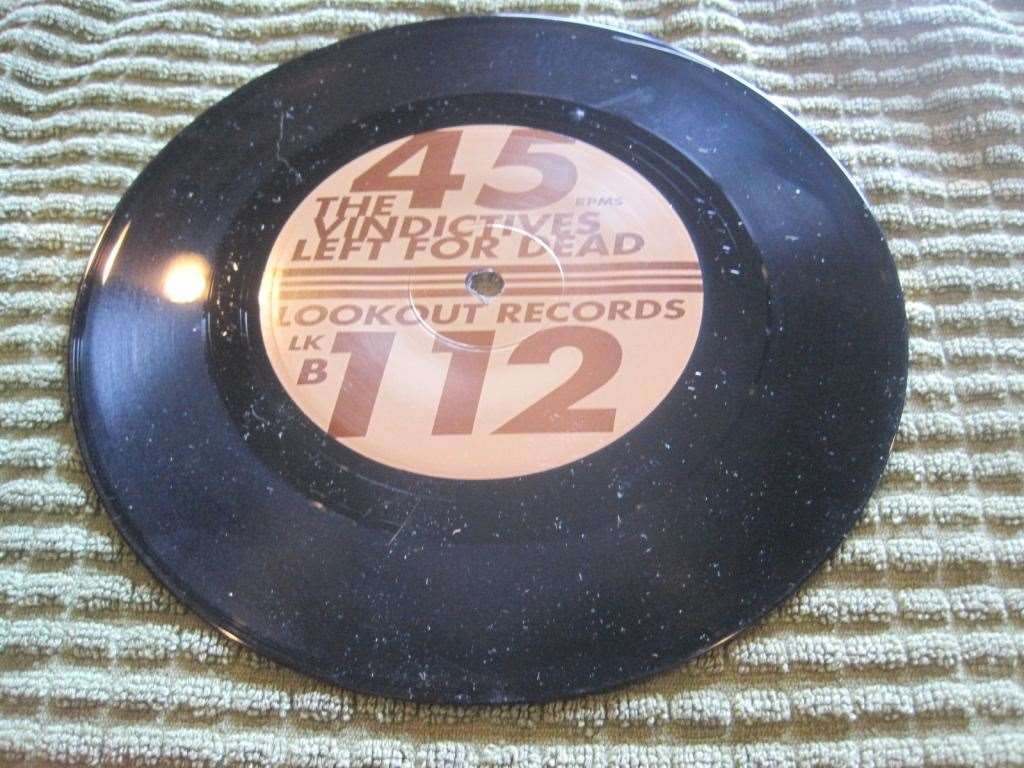 45
RPMS
THE
VINDICTIVES
LEFT FOR DEAD
LOOKOUT RECORDS
LK
B 112